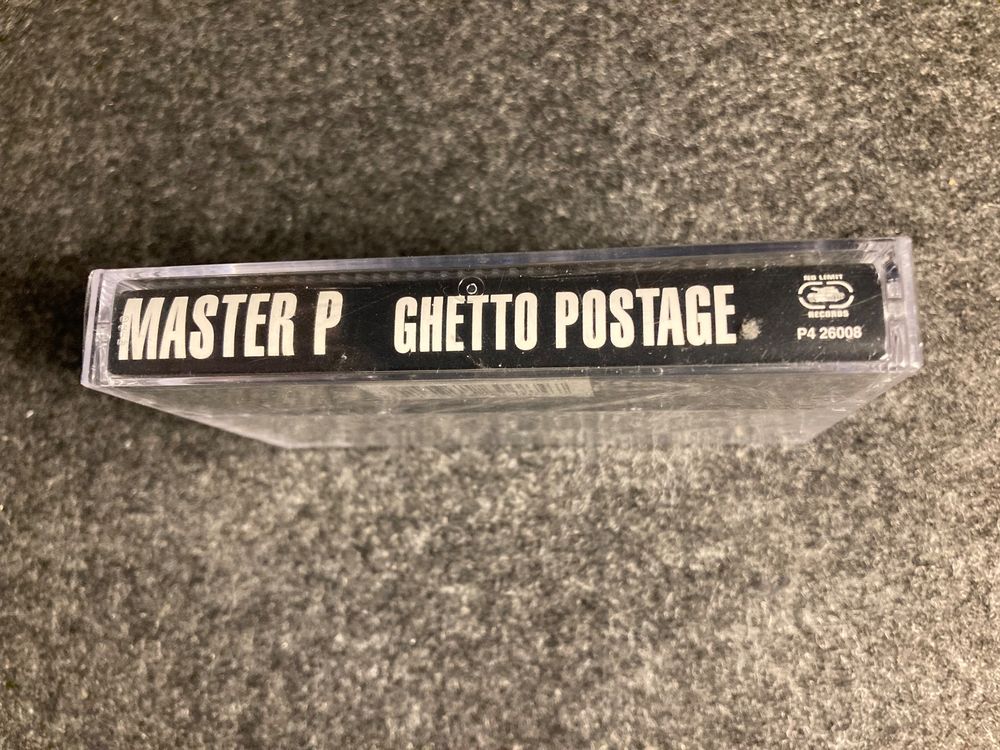 MASTER P GHETTO POSTAGE
NO LIMIT
RECORDS
P4 26008